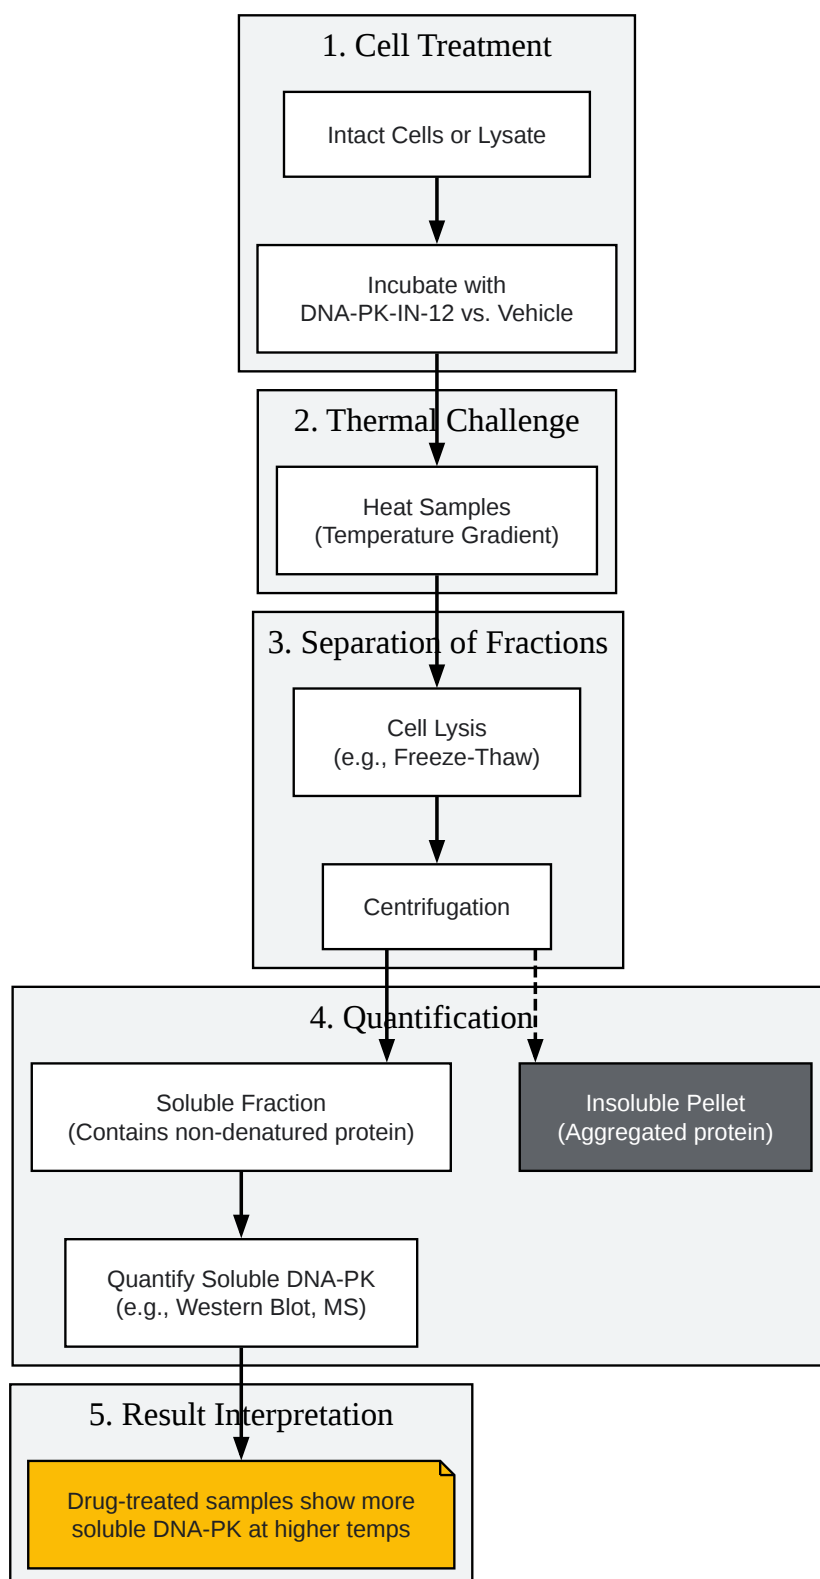 1. Cell Treatment
Intact Cells or Lysate
Incubate with
DNA-PK-IN-12 vs. Vehicle
2. Thermal Challenge
Heat Samples
(Temperature Gradient)
3. Separation of Fractions
Cell Lysis
(e.g., Freeze-Thaw)
Centrifugation
4. Quantification
Soluble Fraction
(Contains non-denatured protein)
Insoluble Pellet
(Aggregated protein)
Quantify Soluble DNA-PK
(e.g., Western Blot, MS)
5. Result Interpretation
Drug-treated samples show more
soluble DNA-PK at higher temps